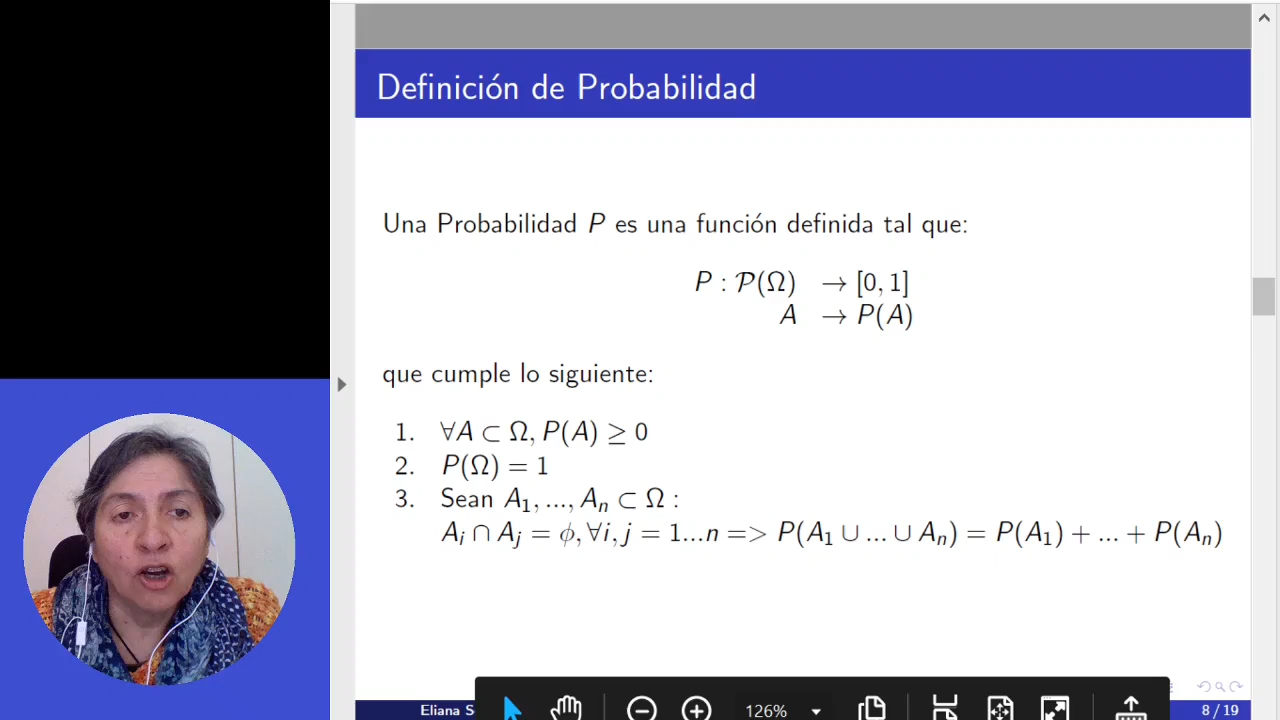 Definición de Probabilidad
Una Probabilidad P es una función definida tal que:
P : 𝒫(Ω) → [0, 1]
A → P(A)
que cumple lo siguiente:
1. ∀A ⊂ Ω, P(A) ≥ 0
2. P(Ω) = 1
3. Sean A₁, ..., Aₙ ⊂ Ω :
Aᵢ ∩ Aⱼ = ϕ, ∀i, j = 1...n => P(A₁ ∪ ... ∪ Aₙ) = P(A₁) + ... + P(Aₙ)
Eliana S
126%
8 / 19